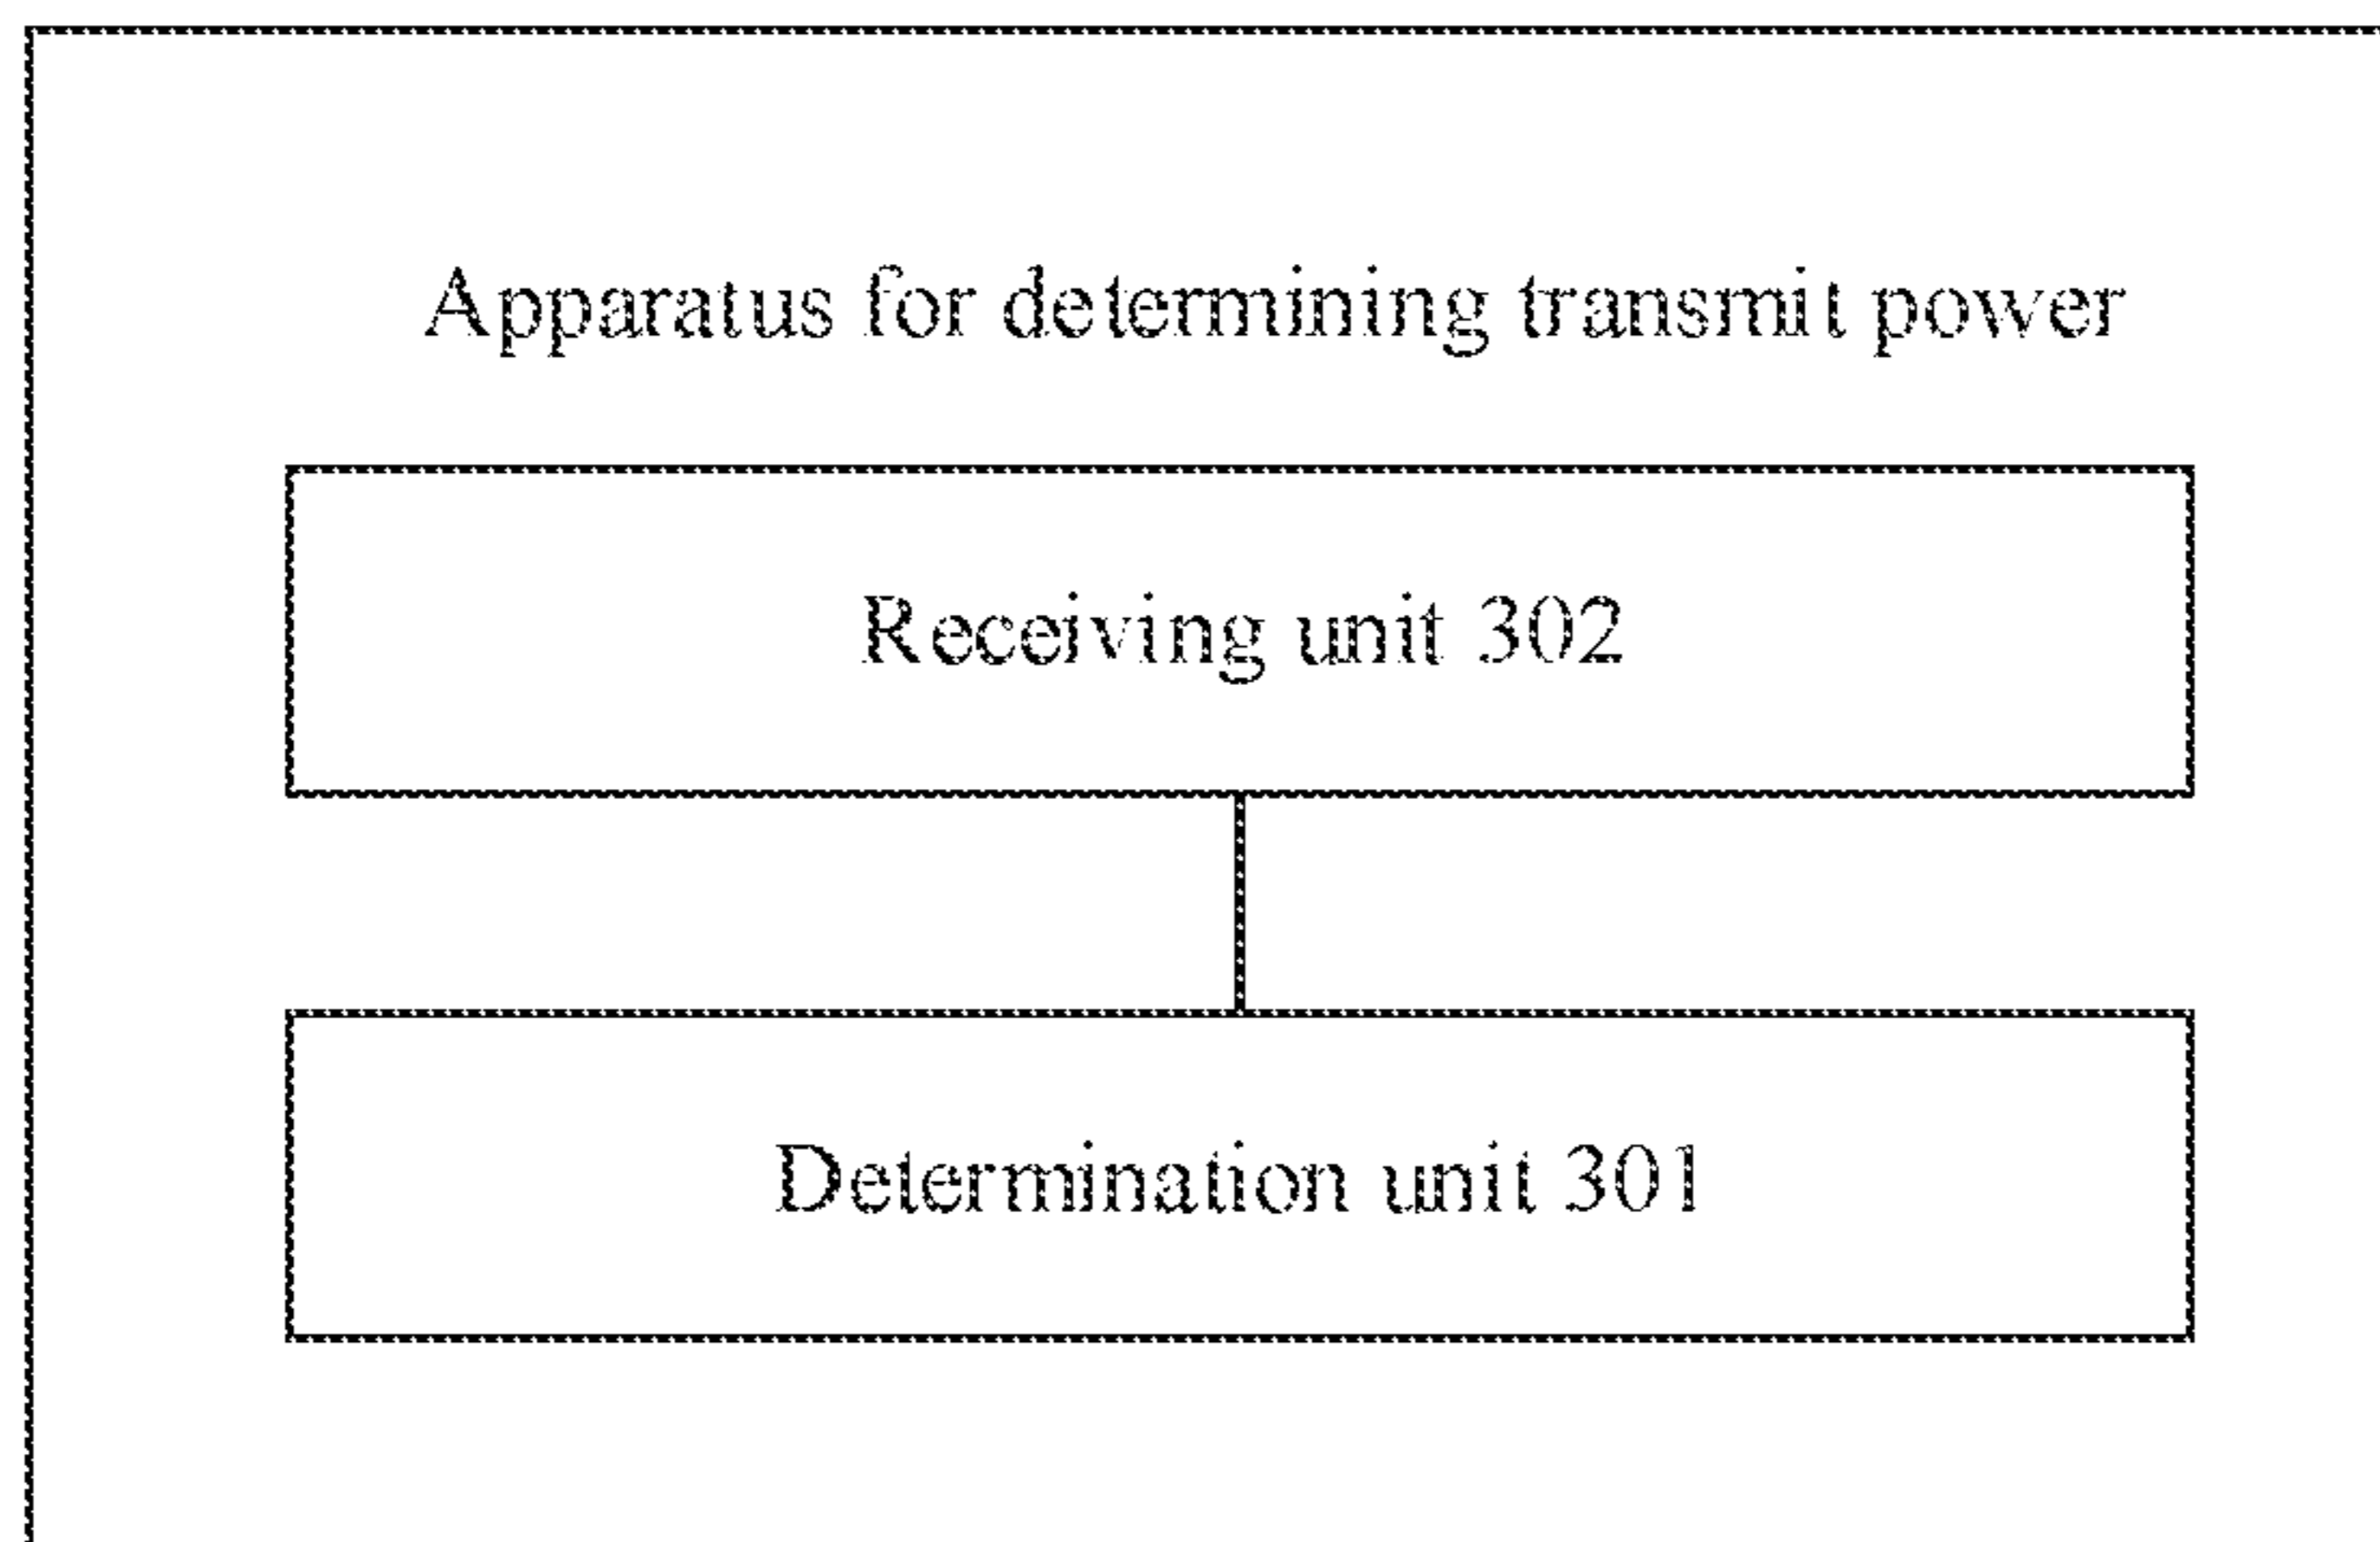 Apparatus for determining transmit power
Receiving unit 302
Determination unit 301